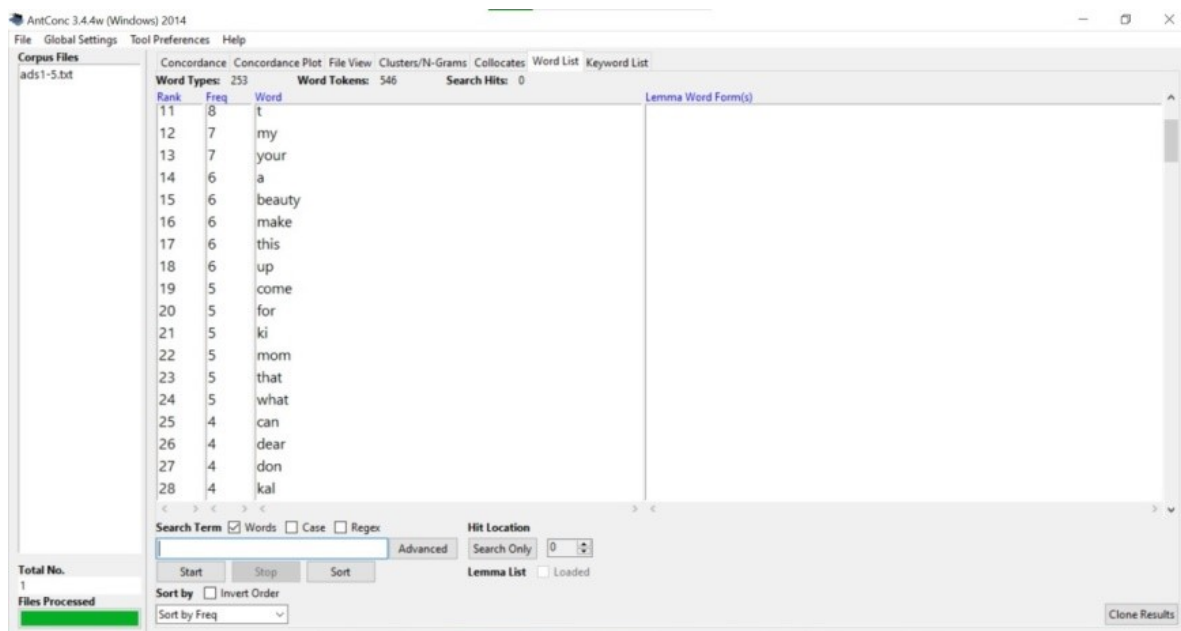 AntConc 3.4.4w (Windows) 2014
File Global Settings Tool Preferences Help
Corpus Files
ads1-5.txt
Concordance Concordance Plot File View Clusters/N-Grams Collocates Word List Keyword List
Word Types: 253 Word Tokens: 546 Search Hits: 0
Rank Freq Word Lemma Word Form(s)
11 8 t
12 7 my
13 7 your
14 6 a
15 6 beauty
16 6 make
17 6 this
18 6 up
19 5 come
20 5 for
21 5 ki
22 5 mom
23 5 that
24 5 what
25 4 can
26 4 dear
27 4 don
28 4 kal
Search Term Words Case Regex Hit Location
Advanced Search Only 0
Total No.
1
Start Stop Sort Lemma List Loaded
Files Processed
Sort by Invert Order
Sort by Freq Clone Results